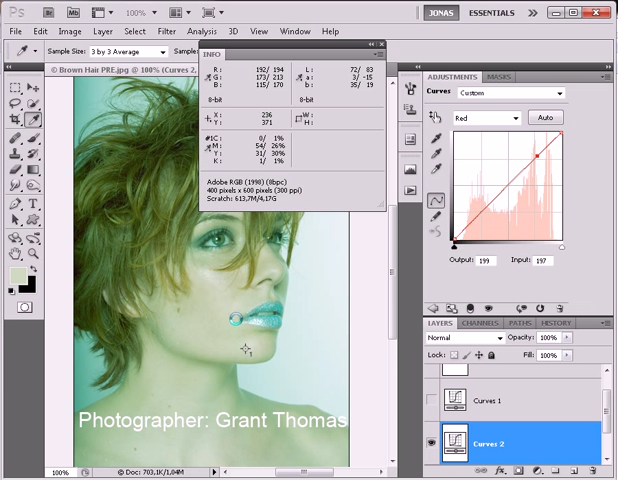 Ps Br Mb 100% JONAS ESSENTIALS
File Edit Image Layer Select Filter Analysis 3D View Window Help
Sample Size: 3 by 3 Average Sample:
© Brown Hair PRE.jpg @ 100% (Curves 2,
INFO
R: 192/ 194 L: 72/ 83
G: 173/ 213 a: 3/ -15
B: 115/ 170 b: 35/ 19
8-bit 8-bit
X: 236 W:
Y: 371 H:
#1C 0/ 1%
M 54/ 26%
Y 31/ 30%
K: 1/ 1%
Adobe RGB (1998) (8bpc)
400 pixels x 600 pixels (300 ppi)
Scratch: 613,7M/4,17G
ADJUSTMENTS MASKS
Curves Custom
Red Auto
Output: 199 Input: 197
LAYERS CHANNELS PATHS HISTORY
Normal Opacity: 100%
Lock: Fill: 100%
Curves 1
Curves 2
Photographer: Grant Thomas
100% Doc: 703,1K/1,04M